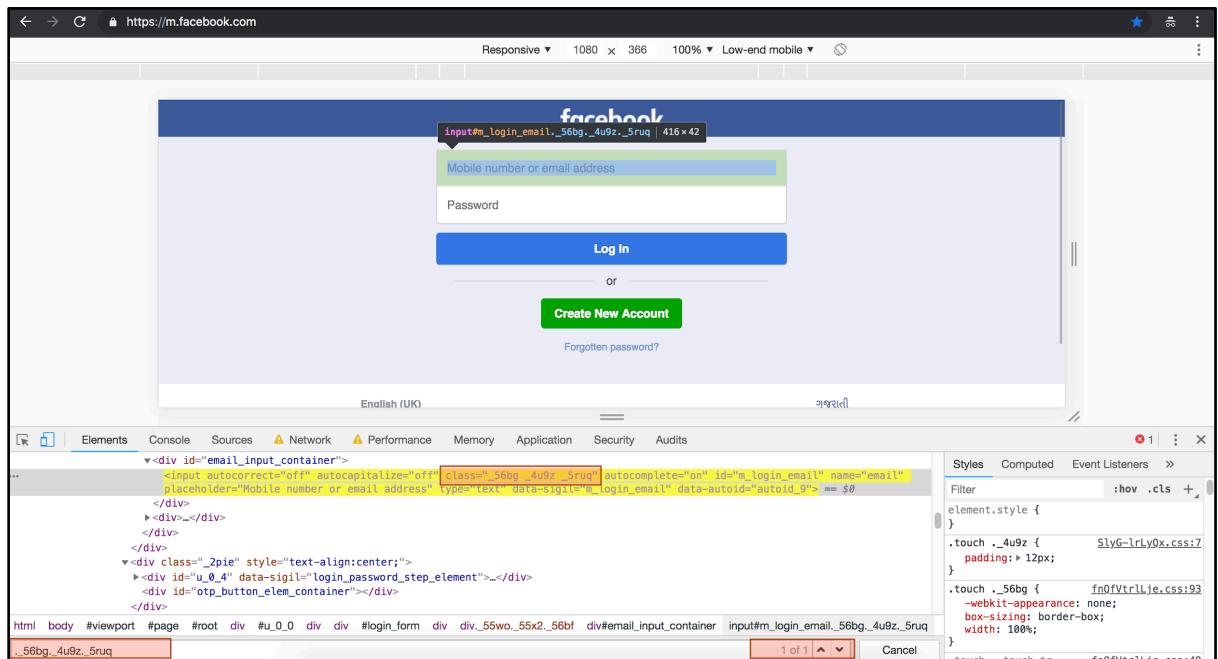 https://m.facebook.com
Responsive ▼ 1080 x 366 100% ▼ Low-end mobile ▼
facebook
input#m_login_email._56bg._4u9z._5ruq | 416×42
Mobile number or email address
Password
Log In
or
Create New Account
Forgotten password?
English (UK) ગુજરાતી
Elements Console Sources Network Performance Memory Application Security Audits 1
▼<div id="email_input_container">
<input autocorrect="off" autocapitalize="off" class="_56bg _4u9z _5ruq" autocomplete="on" id="m_login_email" name="email"
placeholder="Mobile number or email address" type="text" data-sigil="m_login_email" data-autoid="autoid_9"> == $0
</div>
▶<div>…</div>
</div>
</div>
▼<div class="_2pie" style="text-align:center;">
▶<div id="u_0_4" data-sigil="login_password_step_element">…</div>
<div id="otp_button_elem_container"></div>
</div>
html body #viewport #page #root div #u_0_0 div div #login_form div div._55wo._55x2._56bf div#email_input_container input#m_login_email._56bg._4u9z._5ruq
._56bg._4u9z._5ruq 1 of 1 Cancel
Styles Computed Event Listeners »
Filter :hov .cls +
element.style {
}
.touch ._4u9z { SlyG-lrLyQx.css:7
padding:▶ 12px;
}
.touch ._56bg { fnQfVtrlLje.css:93
-webkit-appearance: none;
box-sizing: border-box;
width: 100%;
}